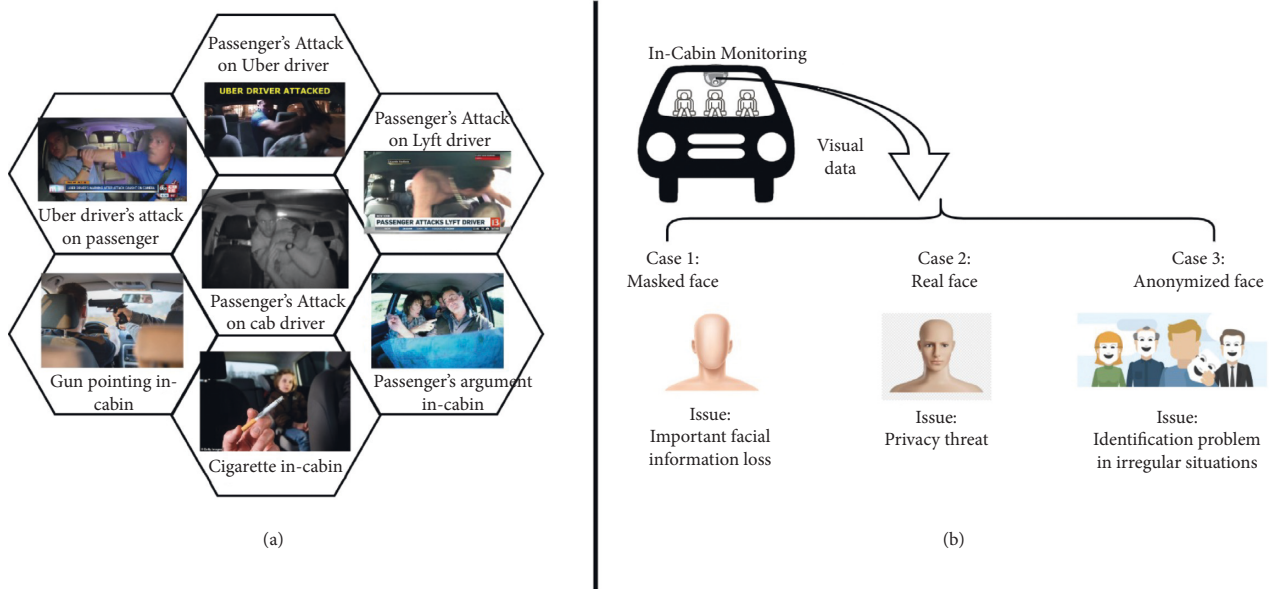 Passenger's Attack
on Uber driver
UBER DRIVER ATTACKED
Passenger's Attack
on Lyft driver
PASSENGER ATTACKS LYFT DRIVER
Uber driver's attack
on passenger
Passenger's Attack
on cab driver
Gun pointing in-
cabin
Passenger's argument
in-cabin
Cigarette in-cabin
(a)
In-Cabin Monitoring
Visual
data
Case 1:
Masked face
Case 2:
Real face
Case 3:
Anonymized face
Issue:
Important facial
information loss
Issue:
Privacy threat
Issue:
Identification problem
in irregular situations
(b)